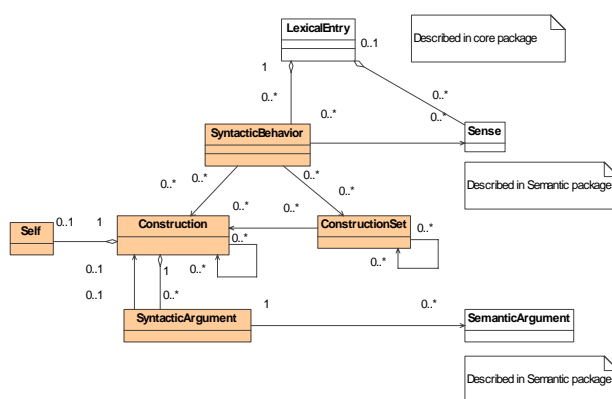 LexicalEntry
0..1
Described in core package
1
0..*
0..*
0..*
0..*
SyntacticBehavior
Sense
0..*
0..*
0..*
0..*
Described in Semantic package
0..*
0..*
0..1
1
Construction
ConstructionSet
Self
0..*
0..*
0..1
1
0..*
0..*
0..1
0..*
SyntacticArgument
1
0..*
SemanticArgument
Described in Semantic package